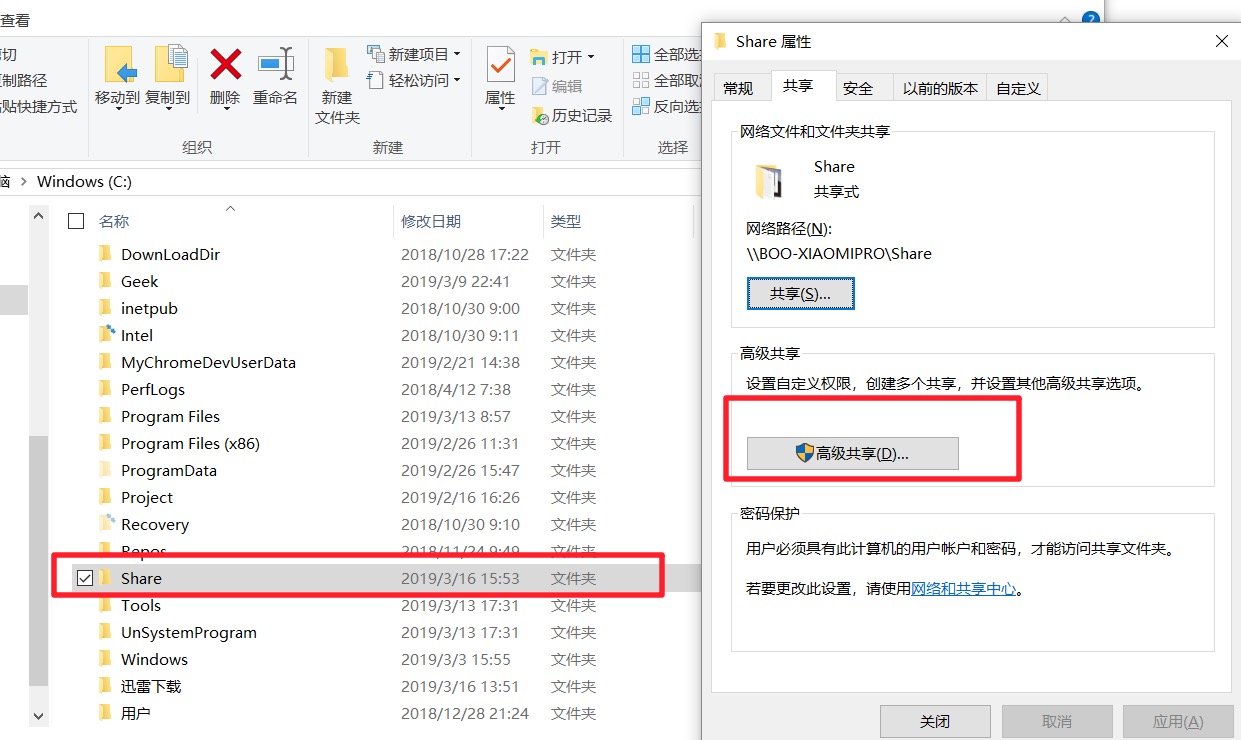 查看
切
制路径
贴快捷方式
移动到
复制到
删除
重命名
组织
新建
文件夹
新建项目
轻松访问
新建
属性
打开
编辑
历史记录
打开
全部选
全部取
反向选
选择
脑 > Windows (C:)
名称 修改日期 类型
DownLoadDir 2018/10/28 17:22 文件夹
Geek 2019/3/9 22:41 文件夹
inetpub 2018/10/30 9:00 文件夹
Intel 2018/10/30 9:11 文件夹
MyChromeDevUserData 2019/2/21 14:38 文件夹
PerfLogs 2018/4/12 7:38 文件夹
Program Files 2019/3/13 8:57 文件夹
Program Files (x86) 2019/2/26 11:31 文件夹
ProgramData 2019/2/26 15:47 文件夹
Project 2019/2/16 16:26 文件夹
Recovery 2018/10/30 9:10 文件夹
Repos 2018/11/24 9:49 文件夹
Share 2019/3/16 15:53 文件夹
Tools 2019/3/13 17:31 文件夹
UnSystemProgram 2019/3/13 17:31 文件夹
Windows 2019/3/3 15:55 文件夹
迅雷下载 2019/3/16 13:51 文件夹
用户 2018/12/28 21:24 文件夹
Share 属性
常规 共享 安全 以前的版本 自定义
网络文件和文件夹共享
Share
共享式
网络路径(N):
\\BOO-XIAOMIPRO\Share
共享(S)...
高级共享
设置自定义权限，创建多个共享，并设置其他高级共享选项。
高级共享(D)...
密码保护
用户必须具有此计算机的用户帐户和密码，才能访问共享文件夹。
若要更改此设置，请使用网络和共享中心。
关闭 取消 应用(A)